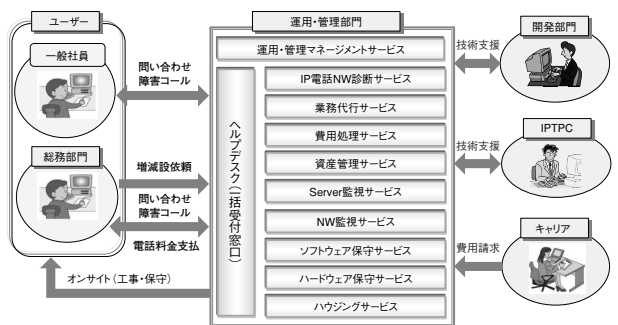 ユーザー
一般社員
総務部門
問い合わせ
障害コール
増減設依頼
問い合わせ
障害コール
電話料金支払
オンサイト（工事・保守）
運用・管理部門
運用・管理マネージメントサービス
ヘルプデスク（一括受付窓口）
IP電話NW診断サービス
業務代行サービス
費用処理サービス
資産管理サービス
Server監視サービス
NW監視サービス
ソフトウェア保守サービス
ハードウェア保守サービス
ハウジングサービス
技術支援
開発部門
技術支援
IPTPC
費用請求
キャリア